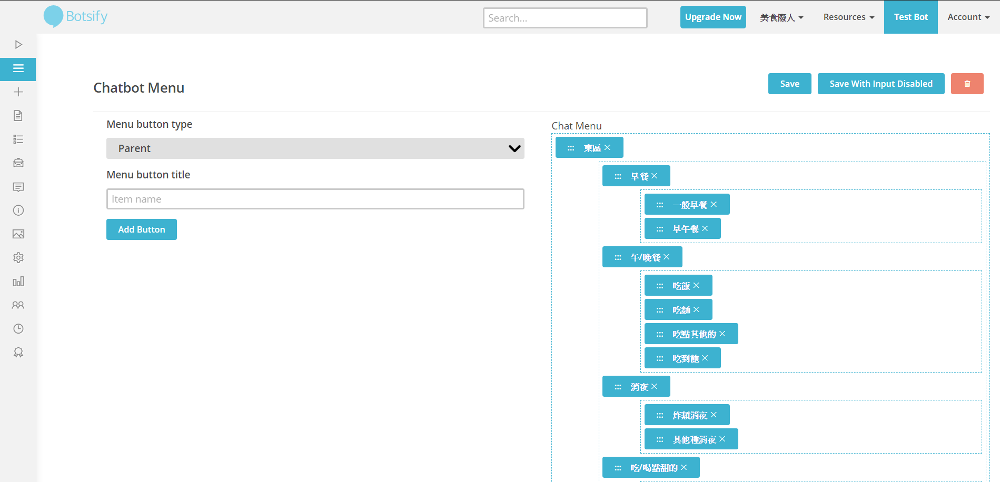 Botsify
Search...
Upgrade Now
美食廢人
Resources
Test Bot
Account
Chatbot Menu
Save
Save With Input Disabled
Menu button type
Parent
Menu button title
Item name
Add Button
Chat Menu
東區
早餐
一般早餐
早午餐
午/晚餐
吃飯
吃麵
吃點其他的
吃到飽
消夜
炸類消夜
其他種消夜
吃/喝點甜的